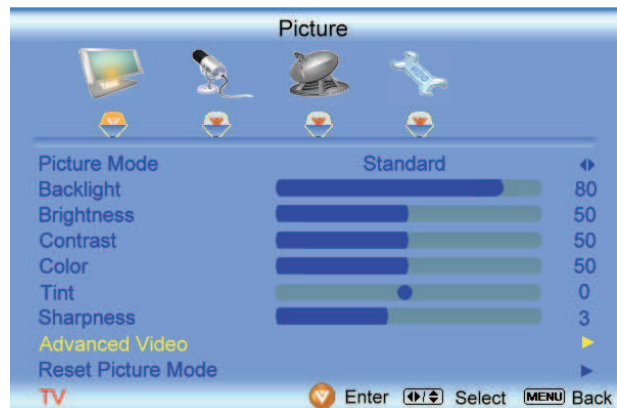 Picture
Picture Mode Standard
Backlight 80
Brightness 50
Contrast 50
Color 50
Tint 0
Sharpness 3
Advanced Video
Reset Picture Mode
TV Enter Select MENU Back